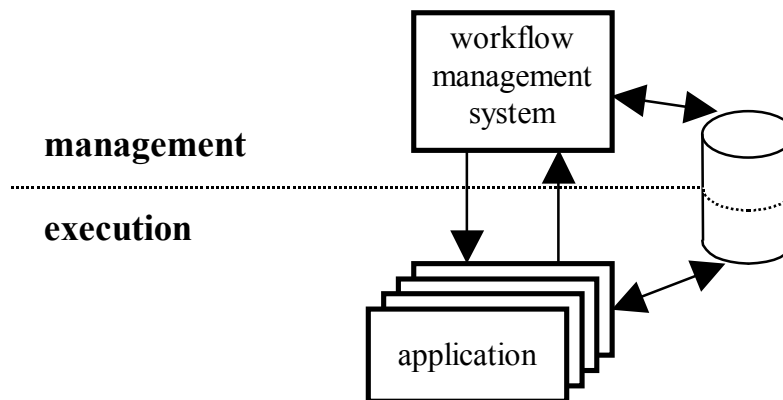 workflow
management
system
management
execution
application